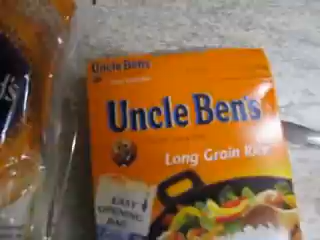 Uncle Ben's
Uncle Ben's
Long Grain Rice
EASY
OPENING
BAG